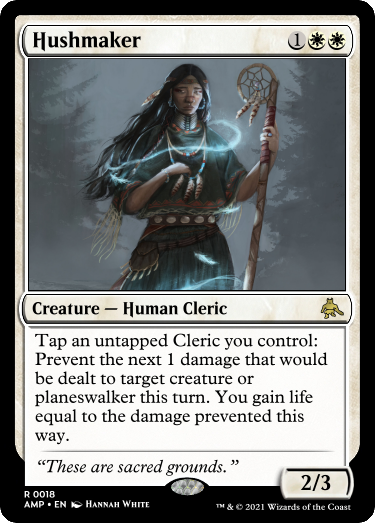 Hushmaker 1
Creature — Human Cleric
Tap an untapped Cleric you control:
Prevent the next 1 damage that would
be dealt to target creature or
planeswalker this turn. You gain life
equal to the damage prevented this
way.
“These are sacred grounds.”
2/3
R 0018
AMP • EN Hannah White
™ & © 2021 Wizards of the Coast